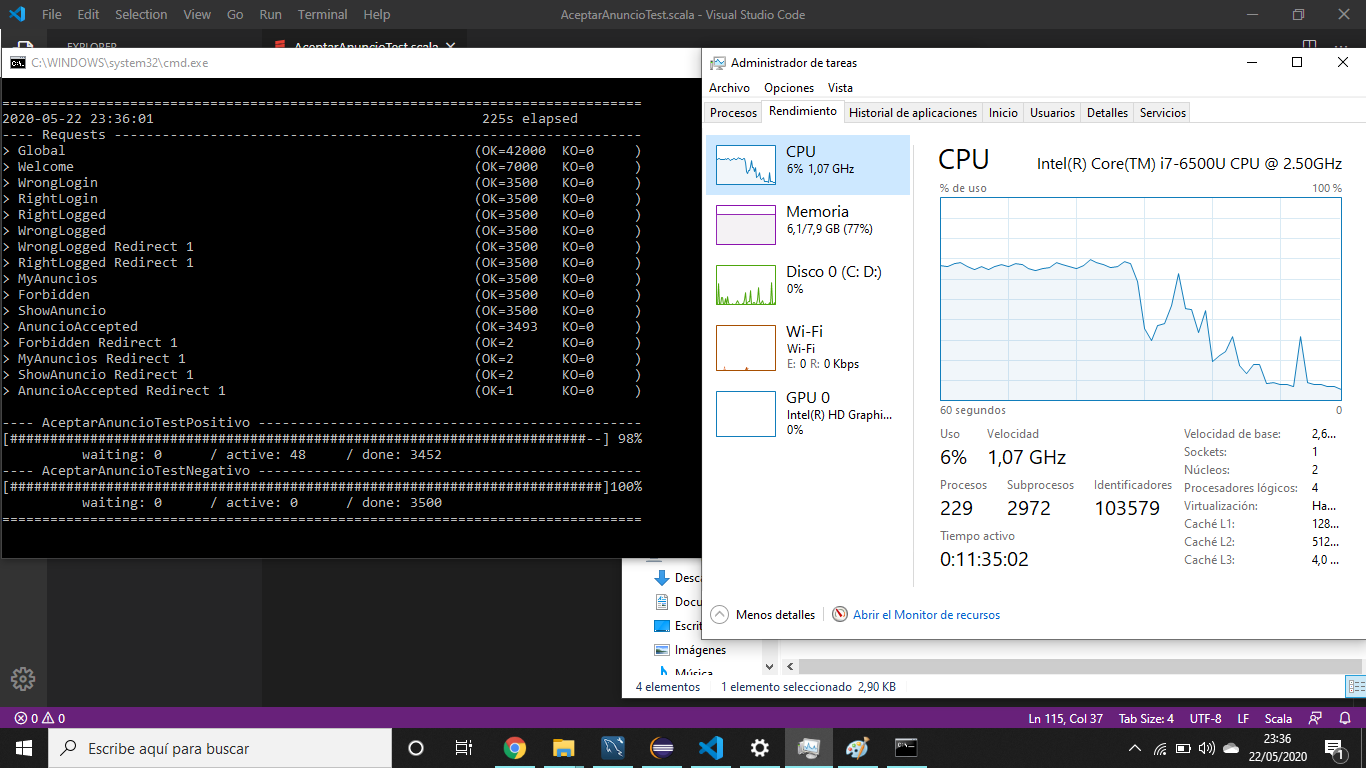 File Edit Selection View Go Run Terminal Help AceptarAnuncioTest.scala - Visual Studio Code
EXPLORER AceptarAnuncioTest.scala
C:\WINDOWS\system32\cmd.exe
================================================================================
2020-05-22 23:36:01 225s elapsed
---- Requests ------------------------------------------------------------------
> Global (OK=42000 KO=0 )
> Welcome (OK=7000 KO=0 )
> WrongLogin (OK=3500 KO=0 )
> RightLogin (OK=3500 KO=0 )
> RightLogged (OK=3500 KO=0 )
> WrongLogged (OK=3500 KO=0 )
> WrongLogged Redirect 1 (OK=3500 KO=0 )
> RightLogged Redirect 1 (OK=3500 KO=0 )
> MyAnuncios (OK=3500 KO=0 )
> Forbidden (OK=3500 KO=0 )
> ShowAnuncio (OK=3500 KO=0 )
> AnuncioAccepted (OK=3493 KO=0 )
> Forbidden Redirect 1 (OK=2 KO=0 )
> MyAnuncios Redirect 1 (OK=2 KO=0 )
> ShowAnuncio Redirect 1 (OK=2 KO=0 )
> AnuncioAccepted Redirect 1 (OK=1 KO=0 )
---- AceptarAnuncioTestPositivo ------------------------------------------------
[########################################################################--] 98%
waiting: 0 / active: 48 / done: 3452
---- AceptarAnuncioTestNegativo ------------------------------------------------
[##########################################################################]100%
waiting: 0 / active: 0 / done: 3500
================================================================================
Administrador de tareas
Archivo Opciones Vista
Procesos Rendimiento Historial de aplicaciones Inicio Usuarios Detalles Servicios
CPU
6% 1,07 GHz
Memoria
6,1/7,9 GB (77%)
Disco 0 (C: D:)
0%
Wi-Fi
Wi-Fi
E: 0 R: 0 Kbps
GPU 0
Intel(R) HD Graphi...
0%
CPU Intel(R) Core(TM) i7-6500U CPU @ 2.50GHz
% de uso 100 %
60 segundos 0
Uso Velocidad
6% 1,07 GHz
Procesos Subprocesos Identificadores
229 2972 103579
Tiempo activo
0:11:35:02
Velocidad de base: 2,6...
Sockets: 1
Núcleos: 2
Procesadores lógicos: 4
Virtualización: Ha...
Caché L1: 128...
Caché L2: 512...
Caché L3: 4,0 ...
Menos detalles Abrir el Monitor de recursos
Desca
Docu
Escrit
Imágenes
Música
4 elementos 1 elemento seleccionado 2,90 KB
0 0 Ln 115, Col 37 Tab Size: 4 UTF-8 LF Scala
Escribe aquí para buscar
23:36
22/05/2020
1